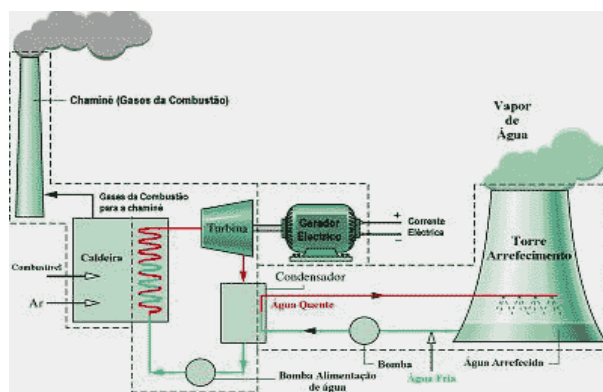 Chaminé (Gases da Combustão)
Vapor
de
Água
Gases da Combustão
para a chaminé
Turbina
Gerador
Eléctrico
+
Corrente
Eléctrica
–
Caldeira
Combustível
Ar
Condensador
Torre
Arrefecimento
Água Quente
Bomba Alimentação
de água
Bomba
Água Fria
Água Arrefecida